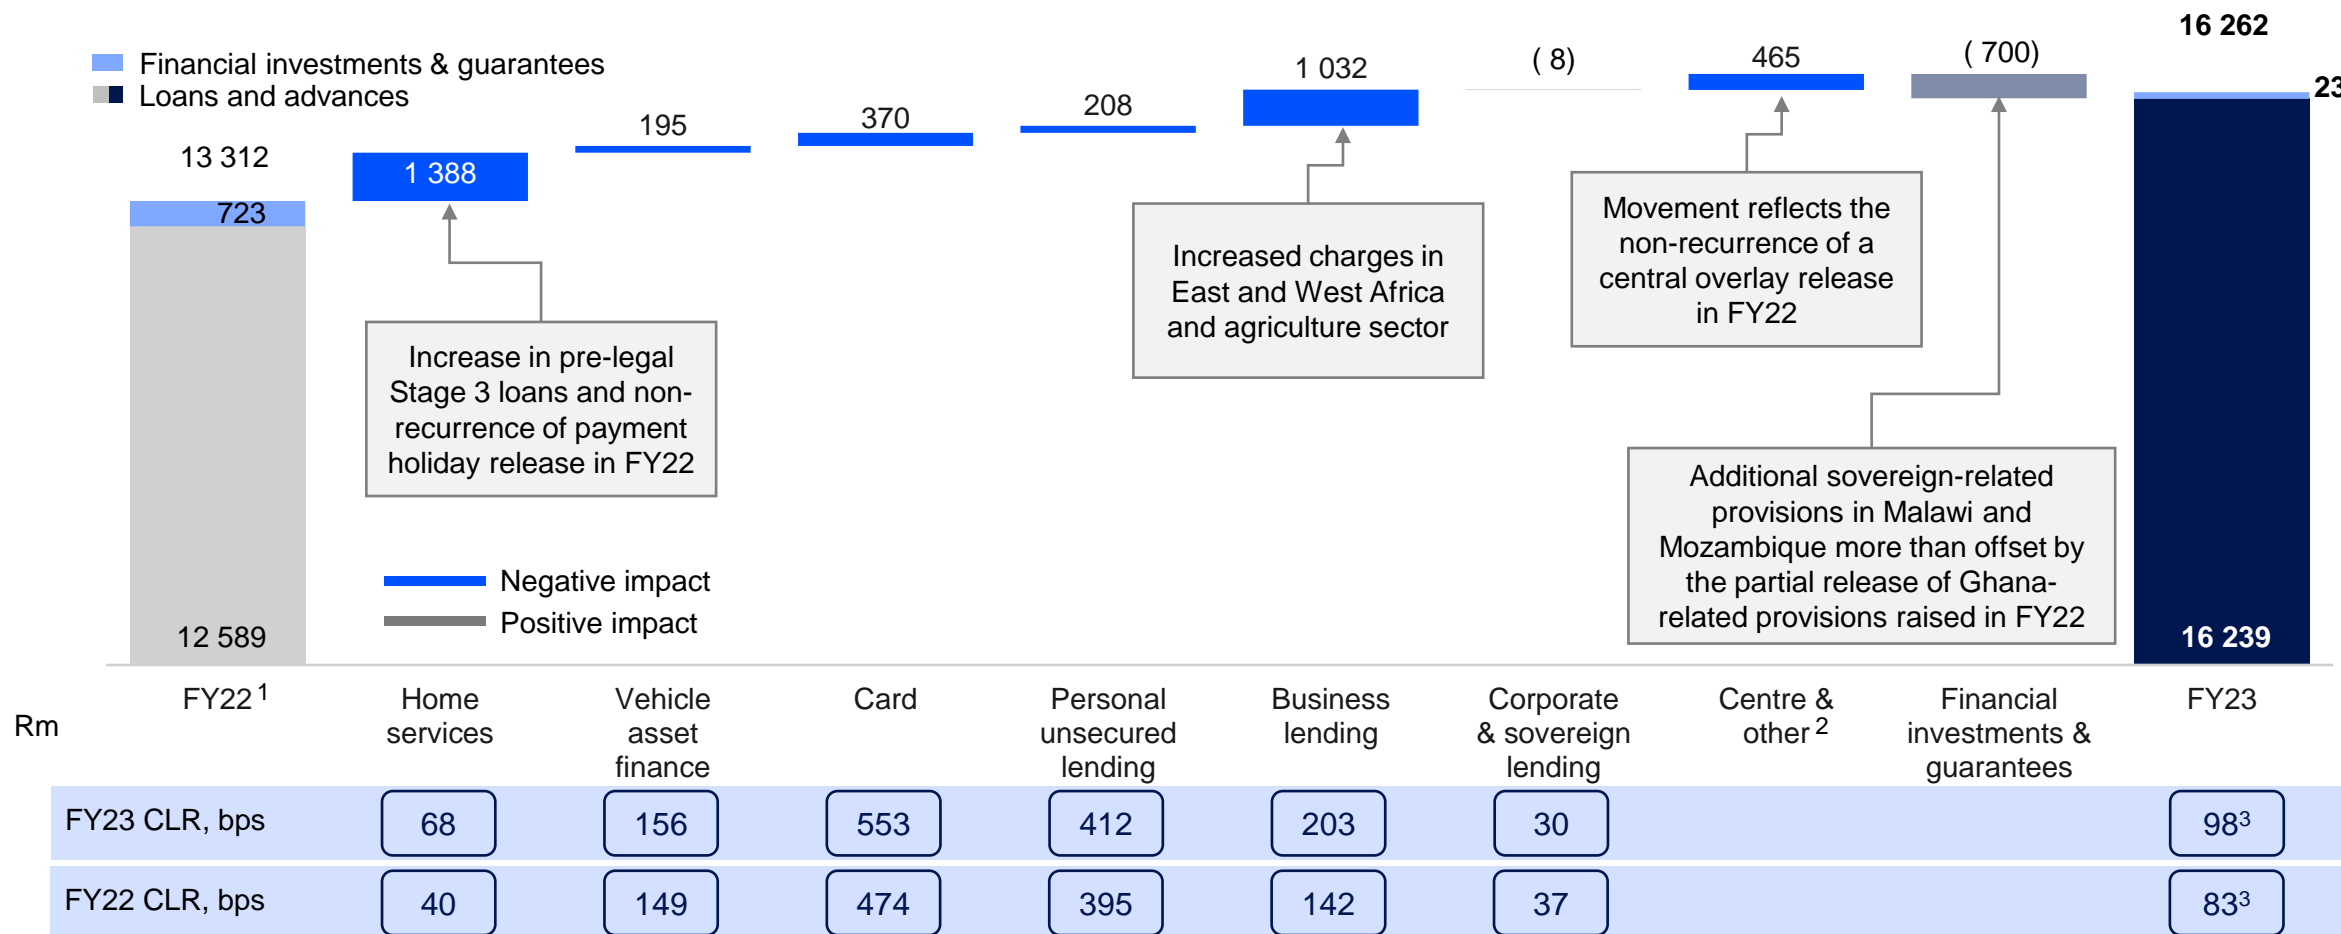 16 262
Financial investments & guarantees
Loans and advances
23
13 312
723
12 589
1 388
195
370
208
1 032
( 8)
465
( 700)
16 239
Increase in pre-legal
Stage 3 loans and non-
recurrence of payment
holiday release in FY22
Increased charges in
East and West Africa
and agriculture sector
Movement reflects the
non-recurrence of a
central overlay release
in FY22
Additional sovereign-related
provisions in Malawi and
Mozambique more than offset by
the partial release of Ghana-
related provisions raised in FY22
Negative impact
Positive impact
Rm
FY22 1
Home
services
Vehicle
asset
finance
Card
Personal
unsecured
lending
Business
lending
Corporate
& sovereign
lending
Centre &
other 2
Financial
investments &
guarantees
FY23
FY23 CLR, bps 68 156 553 412 203 30 98³
FY22 CLR, bps 40 149 474 395 142 37 83³